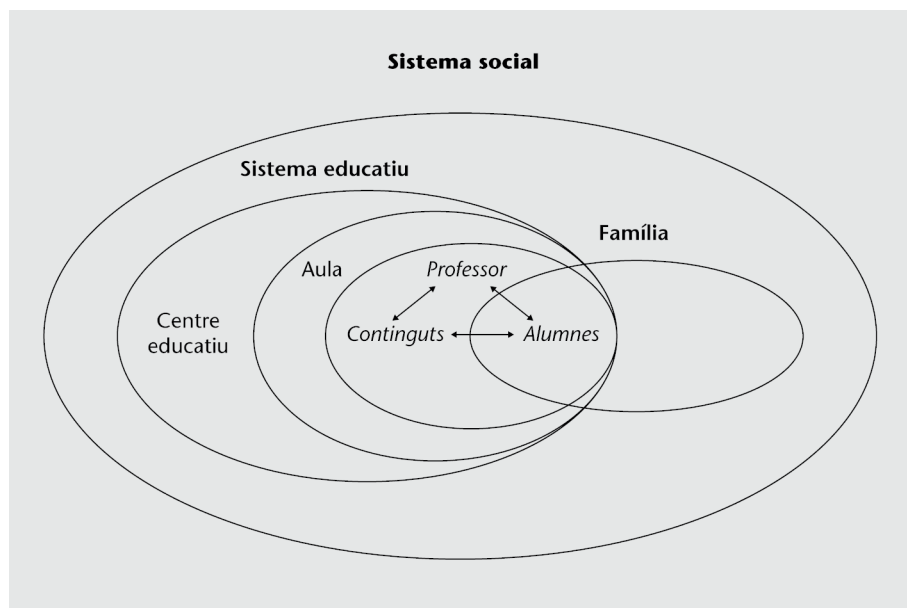 Sistema social
Sistema educatiu
Família
Aula
Professor
Centre
educatiu
Continguts
Alumnes